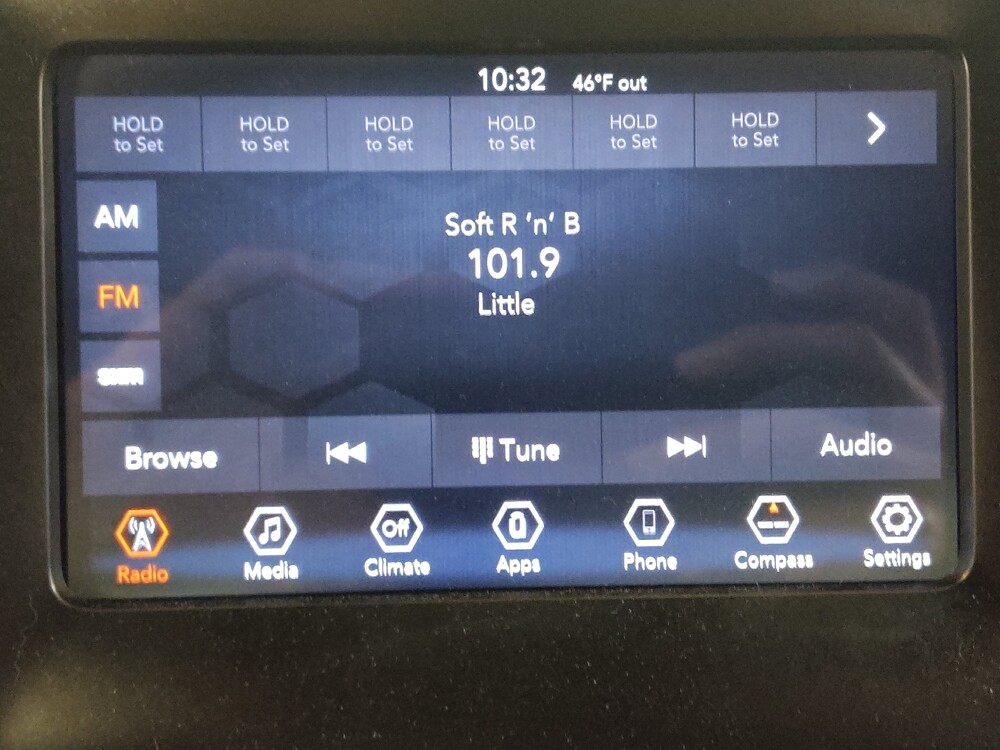 10:32 46°F out
HOLD to Set HOLD to Set HOLD to Set HOLD to Set HOLD to Set HOLD to Set
AM
Soft R 'n' B
101.9
FM
Little
Browse Tune Audio
Off
Radio Media Climate Apps Phone Compass Settings